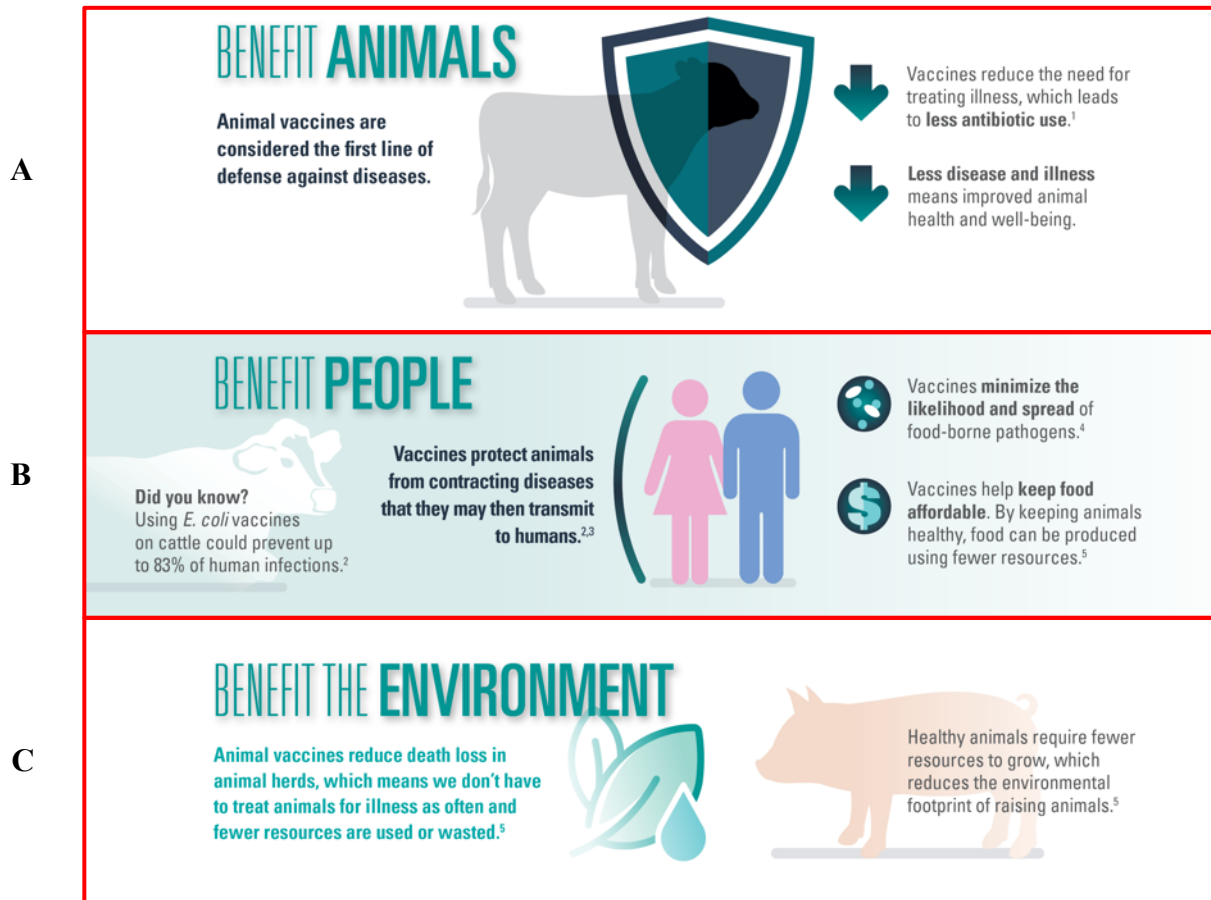 A
BENEFIT ANIMALS
Animal vaccines are
considered the first line of
defense against diseases.
Vaccines reduce the need for
treating illness, which leads
to less antibiotic use.¹
Less disease and illness
means improved animal
health and well-being.
B
BENEFIT PEOPLE
Did you know?
Using E. coli vaccines
on cattle could prevent up
to 83% of human infections.²
Vaccines protect animals
from contracting diseases
that they may then transmit
to humans.²,³
Vaccines minimize the
likelihood and spread of
food-borne pathogens.⁴
$
Vaccines help keep food
affordable. By keeping animals
healthy, food can be produced
using fewer resources.⁵
C
BENEFIT THE ENVIRONMENT
Animal vaccines reduce death loss in
animal herds, which means we don't have
to treat animals for illness as often and
fewer resources are used or wasted.⁵
Healthy animals require fewer
resources to grow, which
reduces the environmental
footprint of raising animals.⁵